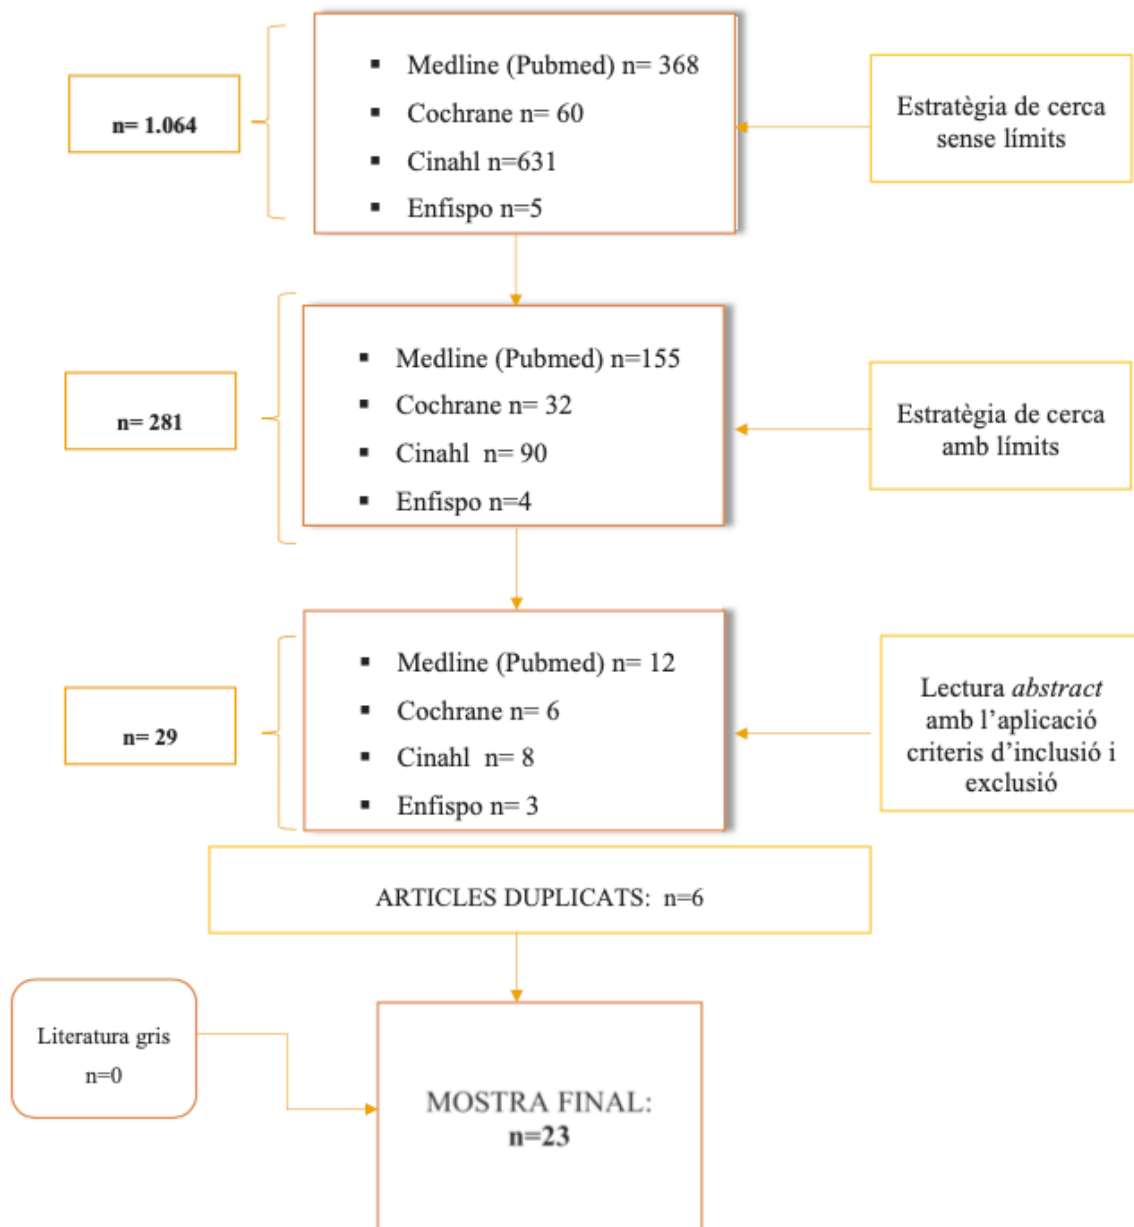 n= 1.064
▪ Medline (Pubmed) n= 368
▪ Cochrane n= 60
▪ Cinahl n=631
▪ Enfispo n=5
Estratègia de cerca
sense límits
n= 281
▪ Medline (Pubmed) n=155
▪ Cochrane n= 32
▪ Cinahl n= 90
▪ Enfispo n=4
Estratègia de cerca
amb límits
n= 29
▪ Medline (Pubmed) n= 12
▪ Cochrane n= 6
▪ Cinahl n= 8
▪ Enfispo n= 3
Lectura abstract
amb l’aplicació
criteris d’inclusió i
exclusió
ARTICLES DUPLICATS: n=6
Literatura gris
n=0
MOSTRA FINAL:
n=23